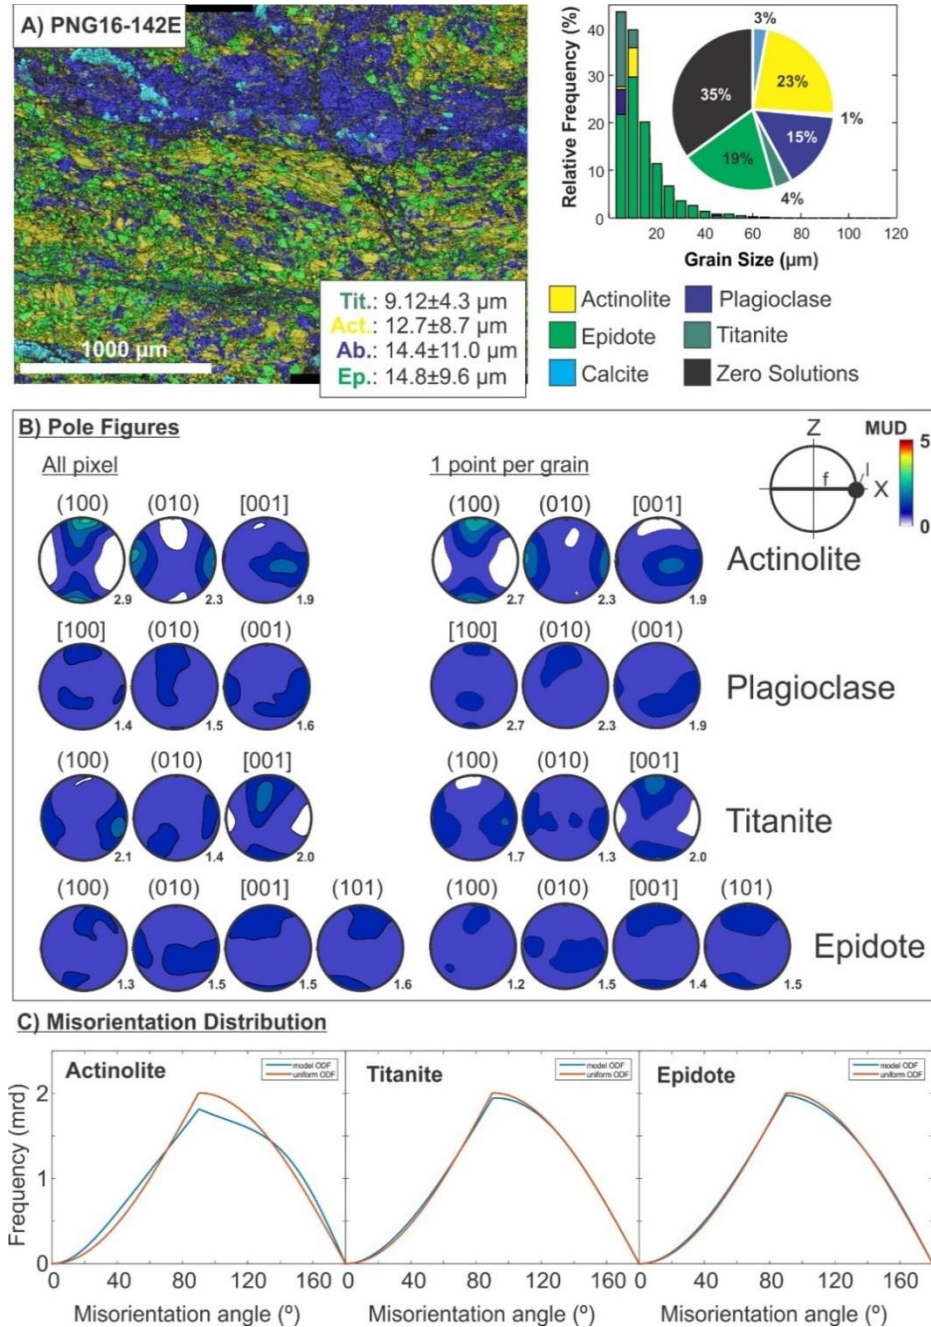 A) PNG16-142E
1000 µm
Tit.: 9.12±4.3 µm
Act.: 12.7±8.7 µm
Ab.: 14.4±11.0 µm
Ep.: 14.8±9.6 µm
Relative Frequency (%)
40
30
20
10
0
20 40 60 80 100 120
Grain Size (µm)
3%
23%
1%
15%
4%
19%
35%
Actinolite Plagioclase
Epidote Titanite
Calcite Zero Solutions
B) Pole Figures
All pixel
1 point per grain
Z
f
l
X
MUD
5
0
(100) (010) [001] (100) (010) [001]
Actinolite
2.9 2.3 1.9 2.7 2.3 1.9
[100] (010) (001) [100] (010) (001)
Plagioclase
1.4 1.5 1.6 2.7 2.3 1.9
(100) (010) [001] (100) (010) [001]
Titanite
2.1 1.4 2.0 1.7 1.3 2.0
(100) (010) [001] (101) (100) (010) [001] (101)
Epidote
1.3 1.5 1.5 1.6 1.2 1.5 1.4 1.5
C) Misorientation Distribution
Frequency (mrd)
2
1
0
Actinolite
model ODF
uniform ODF
Titanite
model ODF
uniform ODF
Epidote
model ODF
uniform ODF
0 40 80 120 160 0 40 80 120 160 0 40 80 120 160
Misorientation angle (º) Misorientation angle (º) Misorientation angle (º)